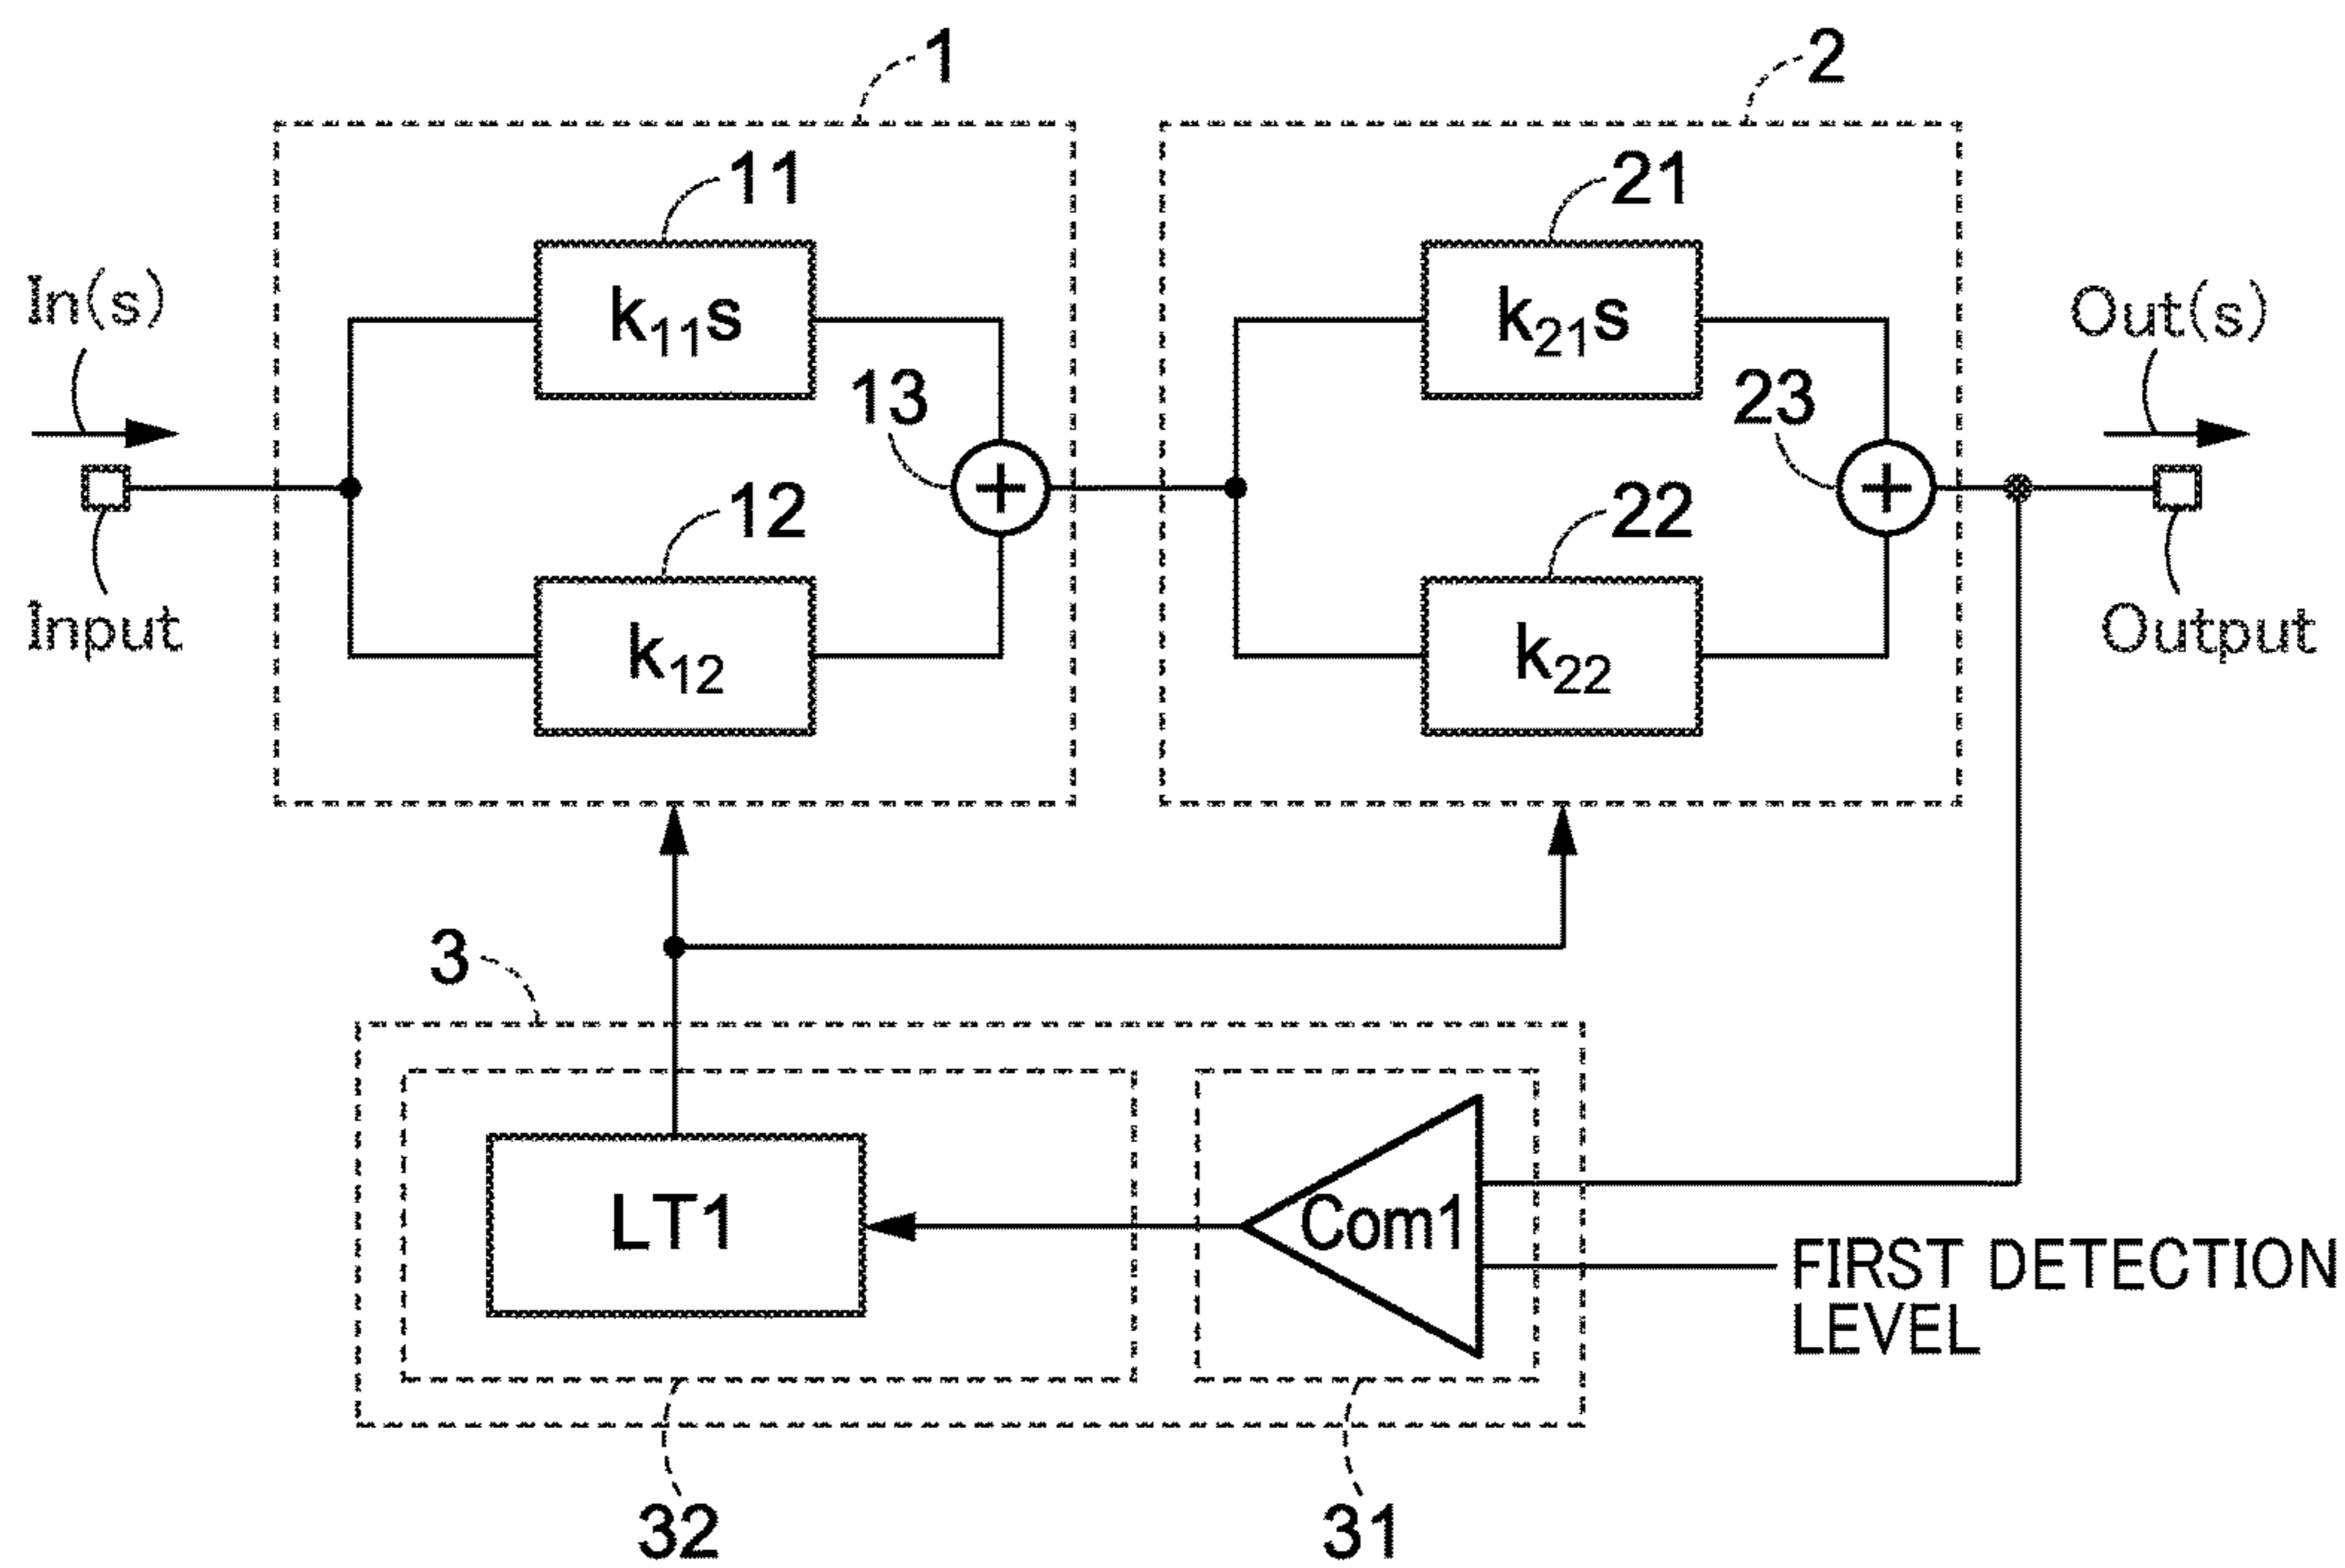 1
2
11
21
In(s)
k11s
k21s
Out(s)
13
23
12
22
Input
k12
k22
Output
3
LT1
Com1
FIRST DETECTION
LEVEL
32
31